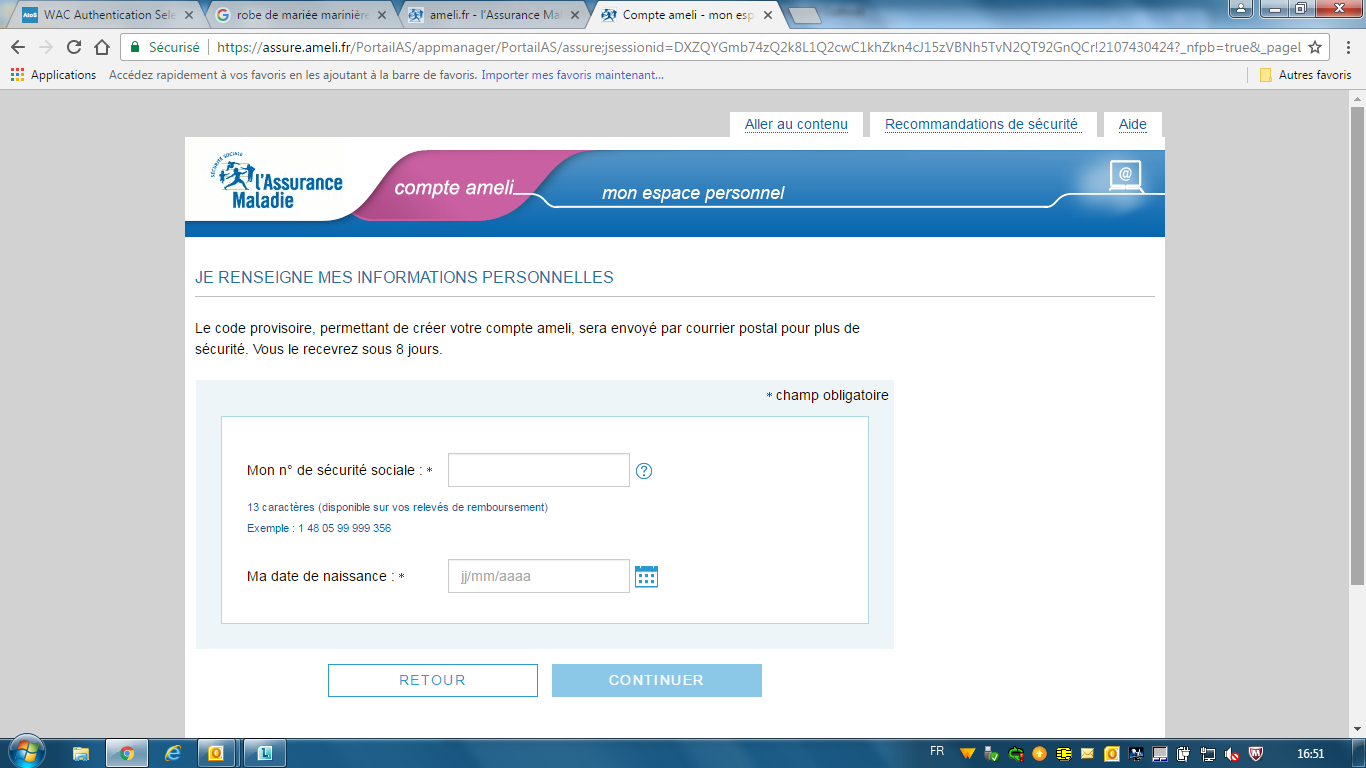 WAC Authentication Sele
robe de mariée marinière
ameli.fr - l'Assurance Mal
Compte ameli - mon esp
Sécurisé
https://assure.ameli.fr/PortailAS/appmanager/PortailAS/assure;jsessionid=DXZQYGmb74zQ2k8L1Q2cwC1khZkn4cJ15zVBNh5TvN2QT92GnQCr!2107430424?_nfpb=true&_pagel
Applications
Accédez rapidement à vos favoris en les ajoutant à la barre de favoris. Importer mes favoris maintenant...
Autres favoris
Aller au contenu
Recommandations de sécurité
Aide
SÉCURITÉ SOCIALE
l'Assurance
Maladie
compte ameli
mon espace personnel
@
JE RENSEIGNE MES INFORMATIONS PERSONNELLES
Le code provisoire, permettant de créer votre compte ameli, sera envoyé par courrier postal pour plus de
sécurité. Vous le recevrez sous 8 jours.
* champ obligatoire
Mon n° de sécurité sociale : *
?
13 caractères (disponible sur vos relevés de remboursement)
Exemple : 1 48 05 99 999 356
Ma date de naissance : *
jj/mm/aaaa
RETOUR
CONTINUER
FR
16:51